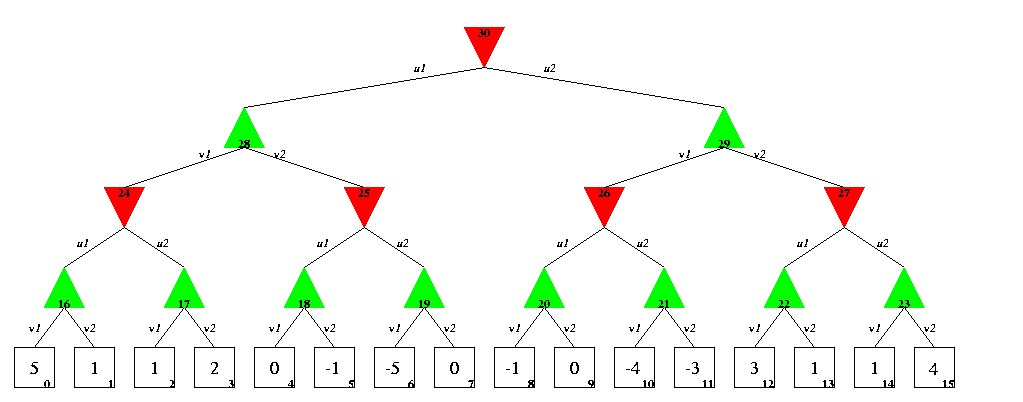 30
u1 u2
28 29
v1 v2 v1 v2
24 25 26 27
u1 u2 u1 u2 u1 u2 u1 u2
16 17 18 19 20 21 22 23
v1 v2 v1 v2 v1 v2 v1 v2 v1 v2 v1 v2 v1 v2 v1 v2
5 1 1 2 0 -1 -5 0 -1 0 -4 -3 3 1 1 4
0 1 2 3 4 5 6 7 8 9 10 11 12 13 14 15